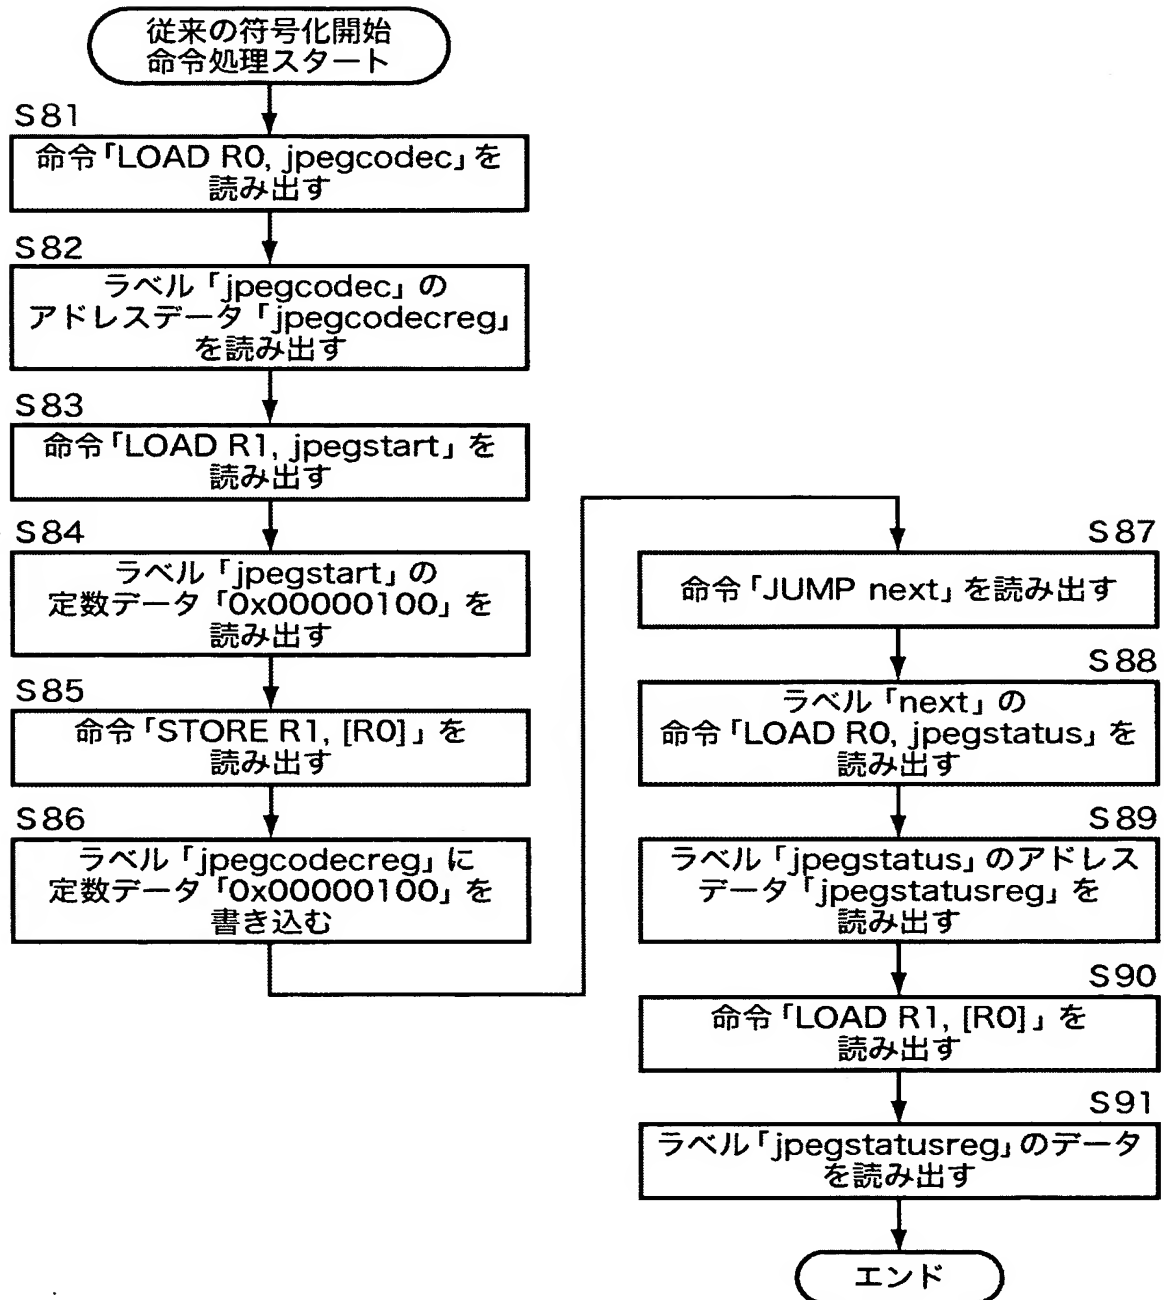 従来の符号化開始
命令処理スタート
S81
命令「LOAD R0, jpegcodec」を
読み出す
S82
ラベル「jpegcodec」の
アドレスデータ「jpegcodecreg」
を読み出す
S83
命令「LOAD R1, jpegstart」を
読み出す
S84
ラベル「jpegstart」の
定数データ「0x00000100」を
読み出す
S85
命令「STORE R1, [R0]」を
読み出す
S86
ラベル「jpegcodecreg」に
定数データ「0x00000100」を
書き込む
S87
命令「JUMP next」を読み出す
S88
ラベル「next」の
命令「LOAD R0, jpegstatus」を
読み出す
S89
ラベル「jpegstatus」のアドレス
データ「jpegstatusreg」を
読み出す
S90
命令「LOAD R1, [R0]」を
読み出す
S91
ラベル「jpegstatusreg」のデータ
を読み出す
エンド